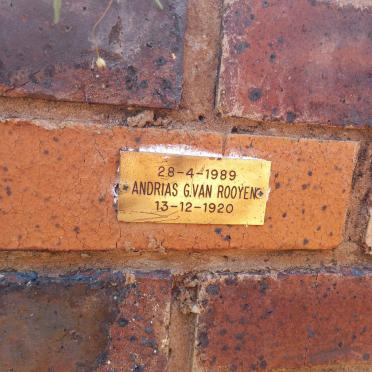 28-4-1989
ANDRIAS G.VAN ROOYEN
13-12-1920